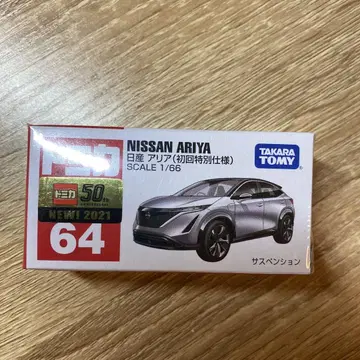 トミカ
トミカ 50th
NEW! 2021
64
NISSAN ARIYA
日産 アリア(初回特別仕様)
SCALE 1/66
TAKARA
TOMY
サスペンション